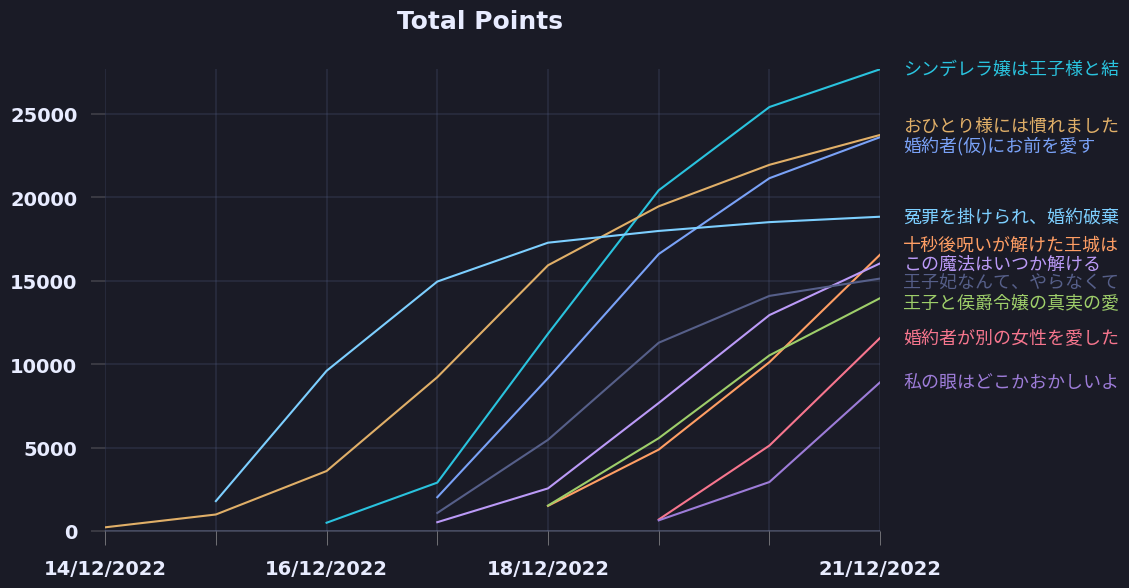 Total Points
シンデレラ嬢は王子様と結
25000
おひとり様には慣れました
婚約者(仮)にお前を愛す
20000
冤罪を掛けられ、婚約破棄
十秒後呪いが解けた王城は
この魔法はいつか解ける
15000
王子妃なんて、やらなくて
王子と侯爵令嬢の真実の愛
10000
婚約者が別の女性を愛した
私の眼はどこかおかしいよ
5000
0
14/12/2022
16/12/2022
18/12/2022
21/12/2022